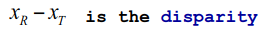 x_R − x_T is the disparity